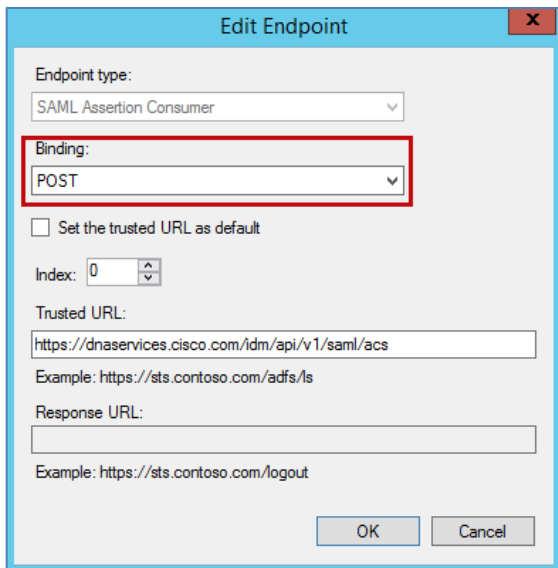 Edit Endpoint
x
Endpoint type:
SAML Assertion Consumer
Binding:
POST
Set the trusted URL as default
Index: 0
Trusted URL:
https://dnaservices.cisco.com/idm/api/v1/saml/acs
Example: https://sts.contoso.com/adfs/ls
Response URL:
Example: https://sts.contoso.com/logout
OK Cancel